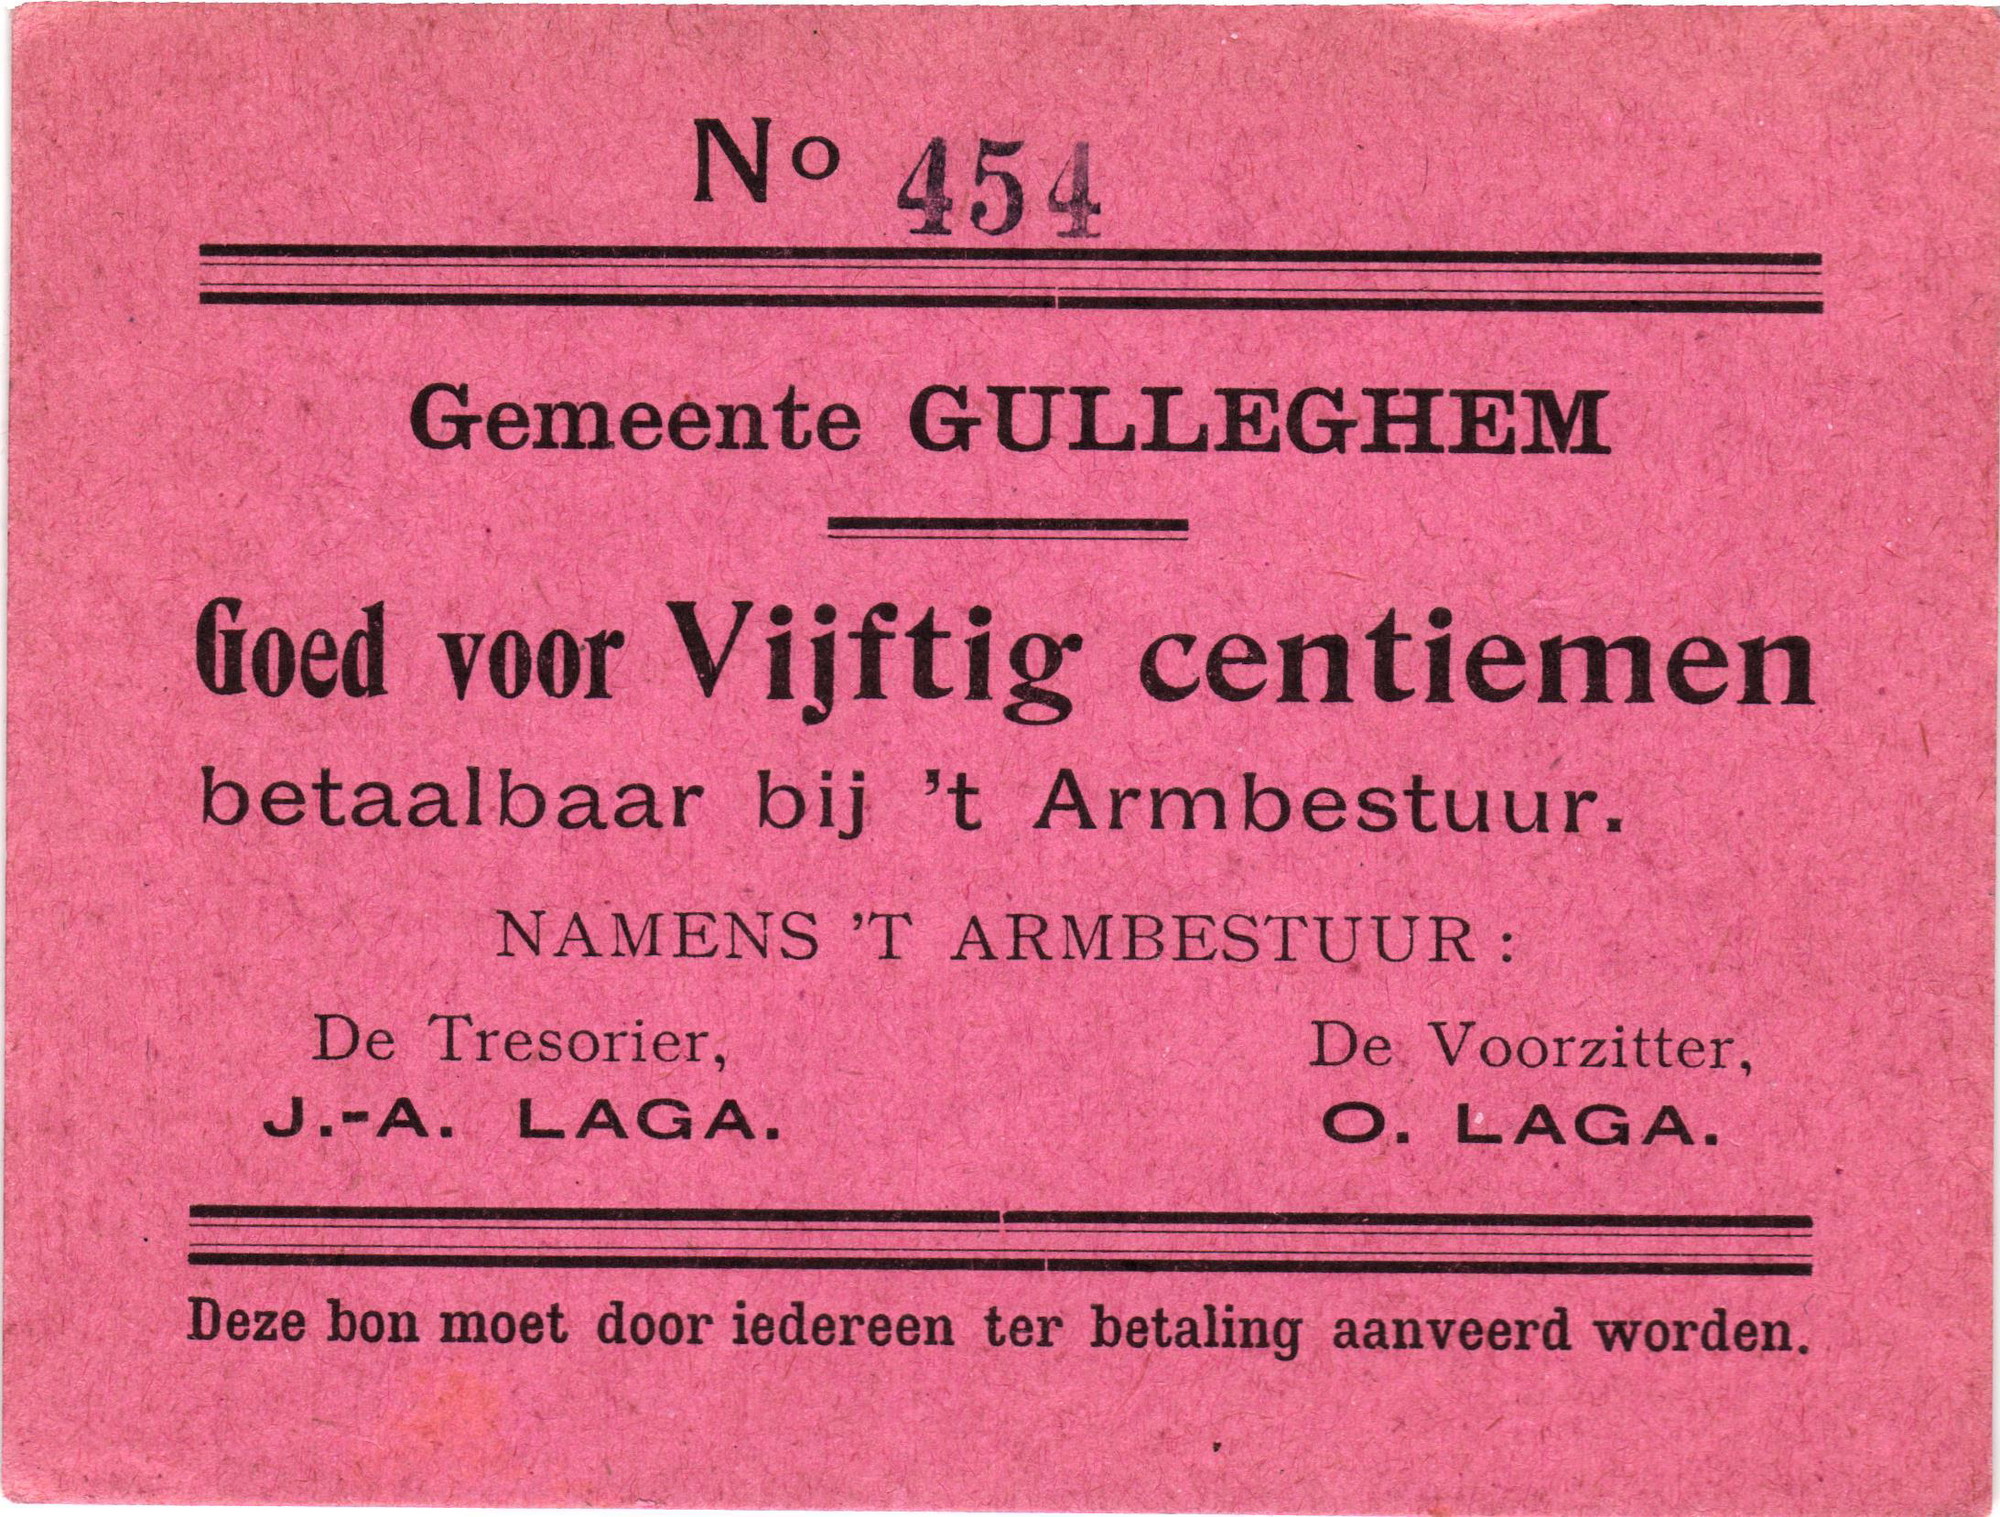 No 454
Gemeente GULLEGHEM
Goed voor Vijftig centiemen
betaalbaar bij 't Armbestuur.
NAMENS 'T ARMBESTUUR :
De Tresorier, De Voorzitter,
J.-A. LAGA. O. LAGA.
Deze bon moet door iedereen ter betaling aanveerd worden.